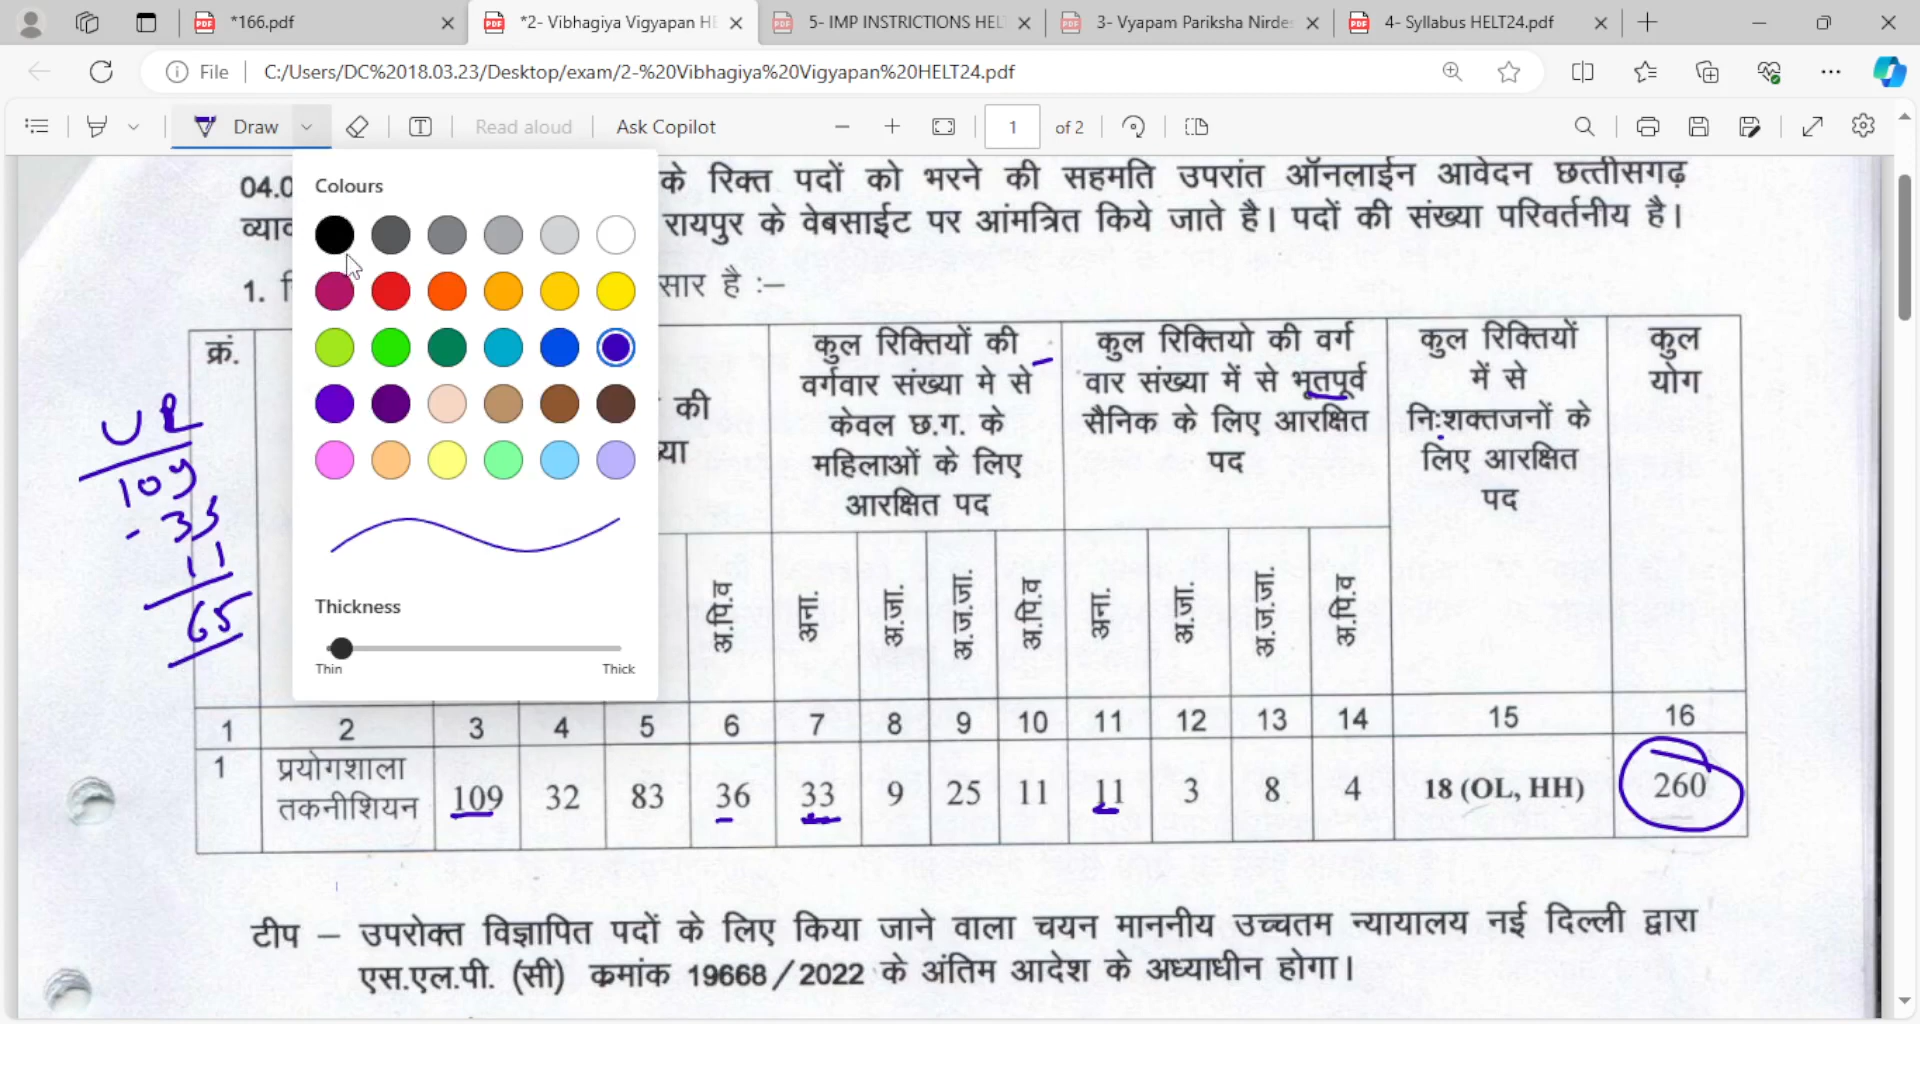 *166.pdf
*2- Vibhagiya Vigyapan HE
5- IMP INSTRICTIONS HEL
3- Vyapam Pariksha Nirde
4- Syllabus HELT24.pdf
File
C:/Users/DC%2018.03.23/Desktop/exam/2-%20Vibhagiya%20Vigyapan%20HELT24.pdf
Draw
Read aloud
Ask Copilot
1 of 2
04.0
के रिक्त पदों को भरने की सहमति उपरांत ऑनलाईन आवेदन छत्तीसगढ़
रायपुर के वेबसाईट पर आंमत्रित किये जाते है। पदों की संख्या परिवर्तनीय है।
1.
सार है :–
Colours
Thickness
Thin Thick
क्रं.
की
कुल रिक्तियों की
वर्गवार संख्या मे से
केवल छ.ग. के
महिलाओं के लिए
आरक्षित पद
कुल रिक्तियो की वर्ग
वार संख्या में से भूतपूर्व
सैनिक के लिए आरक्षित
पद
कुल रिक्तियों
में से
निःशक्तजनों के
लिए आरक्षित
पद
कुल
योग
अ.पि.व अना. अ.जा. अ.ज.जा. अ.पि.व अना. अ.जा. अ.ज.जा. अ.पि.व
UR
109
- 33
11
65
1 2 3 4 5 6 7 8 9 10 11 12 13 14 15 16
1 प्रयोगशाला तकनीशियन 109 32 83 36 33 9 25 11 11 3 8 4 18 (OL, HH) 260
टीप – उपरोक्त विज्ञापित पदों के लिए किया जाने वाला चयन माननीय उच्चतम न्यायालय नई दिल्ली द्वारा
एस.एल.पी. (सी) कमांक 19668/2022 के अंतिम आदेश के अध्याधीन होगा।